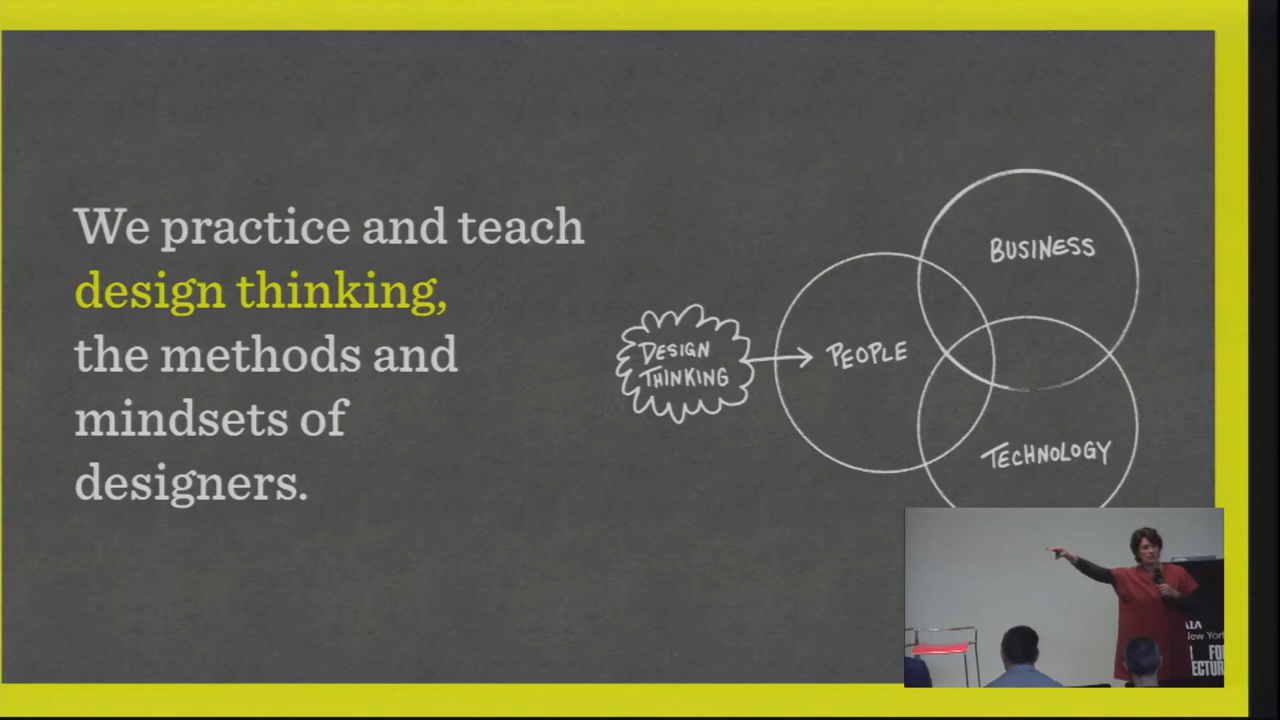 We practice and teach
design thinking,
the methods and
mindsets of
designers.
DESIGN
THINKING
PEOPLE
BUSINESS
TECHNOLOGY